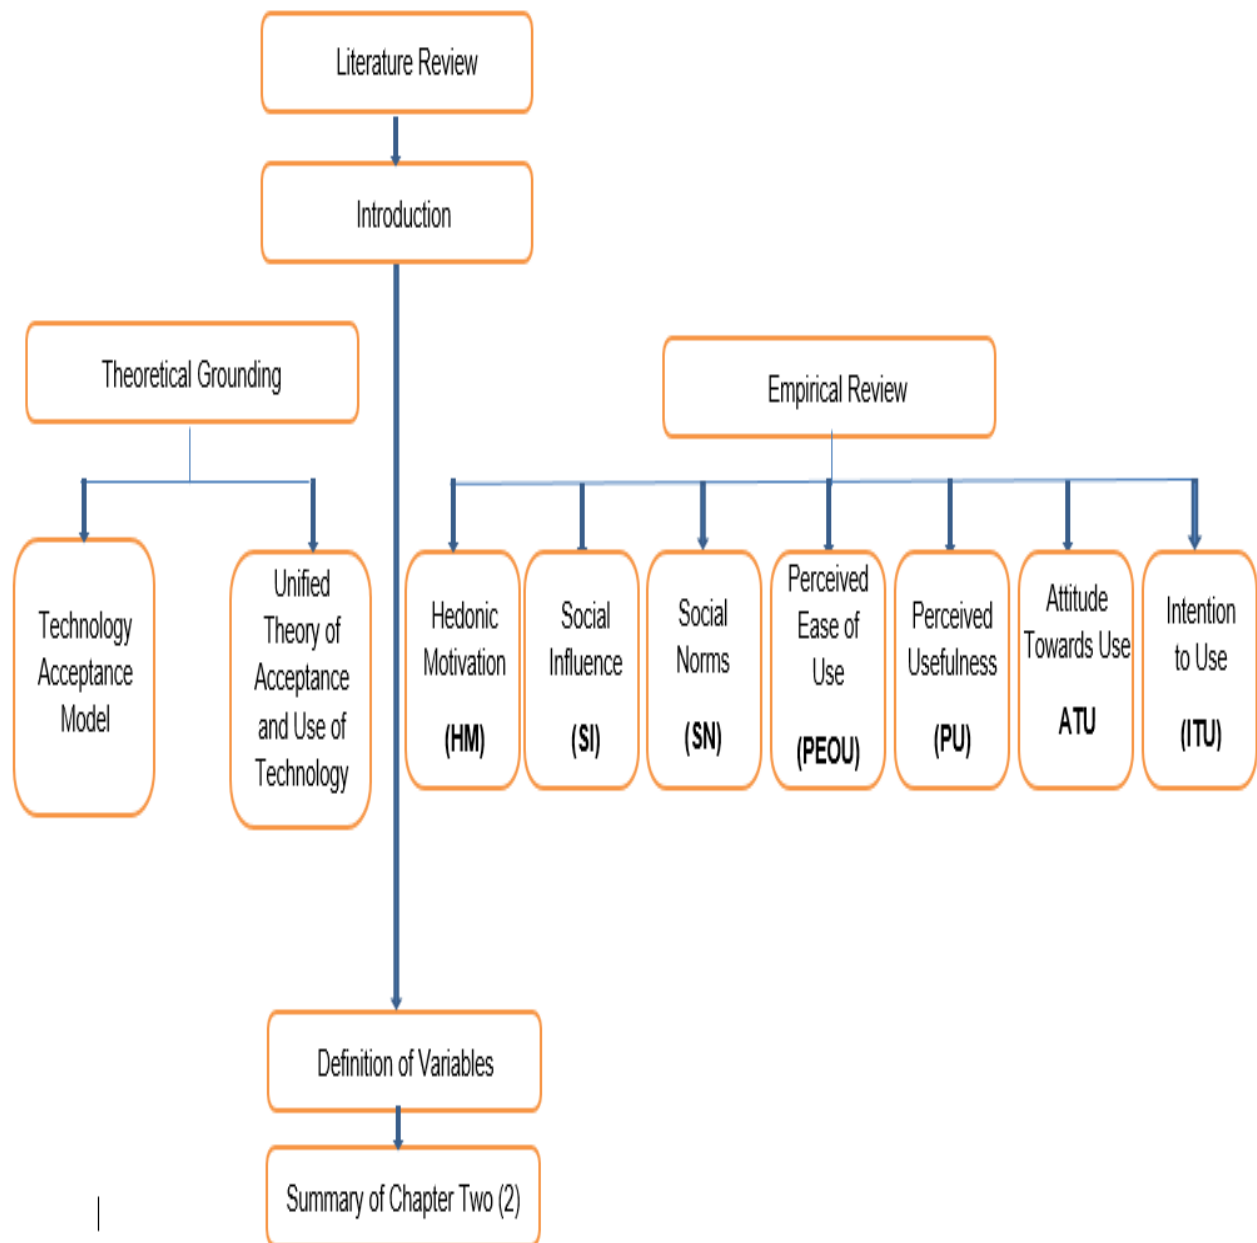 Literature Review
Introduction
Theoretical Grounding
Empirical Review
Technology
Acceptance
Model
Unified
Theory of
Acceptance
and Use of
Technology
Hedonic
Motivation
(HM)
Social
Influence
(SI)
Social
Norms
(SN)
Perceived
Ease of
Use
(PEOU)
Perceived
Usefulness
(PU)
Attitude
Towards Use
ATU
Intention
to Use
(ITU)
Definition of Variables
Summary of Chapter Two (2)